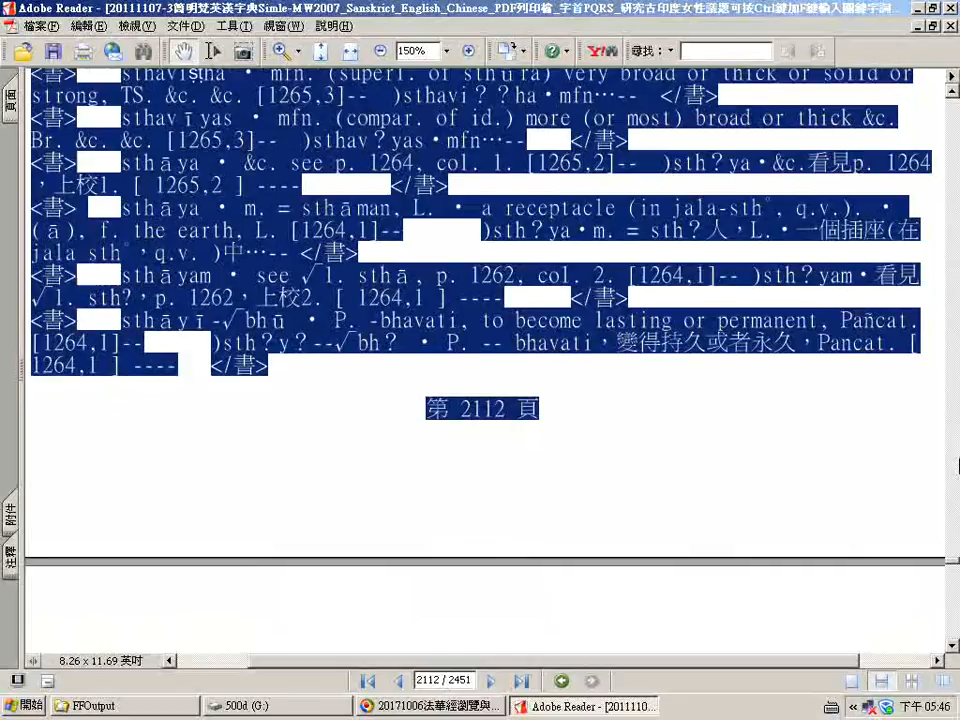 Adobe Reader - [20111107-3簡明梵英漢字典Simle-MW2007_Sanskrict_English_Chinese_PDF列印檔_字首PQRS_研究古印度女性議題可按Ctrl鍵加F鍵輸入關鍵字詞...
檔案(F) 編輯(E) 檢視(V) 文件(D) 工具(T) 視窗(W) 說明(H)
150% 尋找:
頁面
<書> sthaviṣṭha · mfn. (superl. of sthūra) very broad or thick or solid or
strong, TS. &c. &c. [1265,3]-- )sthavi??ha·mfn…-- </書>
<書> sthavīyas · mfn. (compar. of id.) more (or most) broad or thick &c.
Br. &c. &c. [1265,3]-- )sthav?yas·mfn…-- </書>
<書> sthāya · &c. see p. 1264, col. 1. [1265,2]-- )sth?ya·&c.看見p. 1264
，上校1. [ 1265,2 ] ---- </書>
<書> sthāya · m. = sthāman, L. · a receptacle (in jala-sth°, q.v.). ·
(ā), f. the earth, L. [1264,1]-- )sth?ya·m. = sth?人，L.·一個插座(在
jala sth°，q.v. )中…-- </書>
<書> sthāyam · see √1. sthā, p. 1262, col. 2. [1264,1]-- )sth?yam·看見
√1. sth?，p. 1262，上校2. [ 1264,1 ] ---- </書>
<書> sthāyī-√bhū · P. -bhavati, to become lasting or permanent, Pañcat.
[1264,1]-- )sth?y?--√bh? · P. -- bhavati，變得持久或者永久，Pancat. [
1264,1 ] ---- </書>
第 2112 頁
附件
注釋
8.26 x 11.69 英吋
2112 / 2451
開始 FFOutput 500d (G:) 20171006法華經瀏覽與... Adobe Reader - [2011110... 下午 05:46